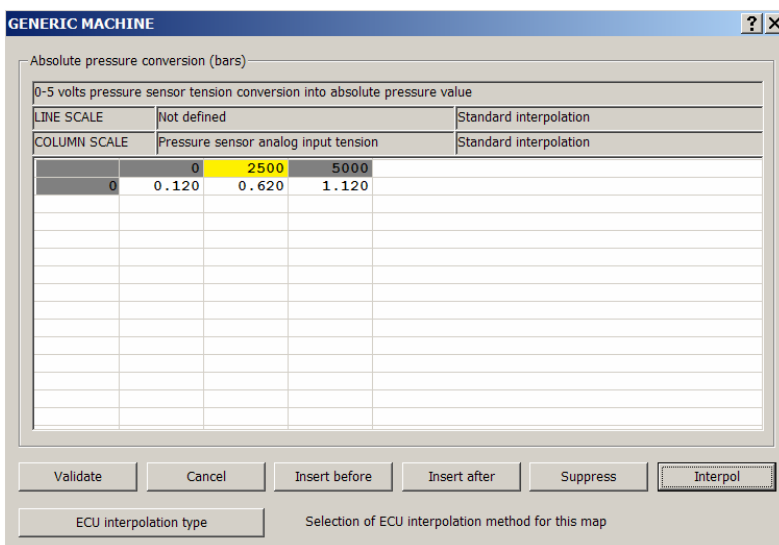 GENERIC MACHINE ? X
Absolute pressure conversion (bars)
0-5 volts pressure sensor tension conversion into absolute pressure value
LINE SCALE Not defined Standard interpolation
COLUMN SCALE Pressure sensor analog input tension Standard interpolation
0 2500 5000
0 0.120 0.620 1.120
Validate Cancel Insert before Insert after Suppress Interpol
ECU interpolation type Selection of ECU interpolation method for this map